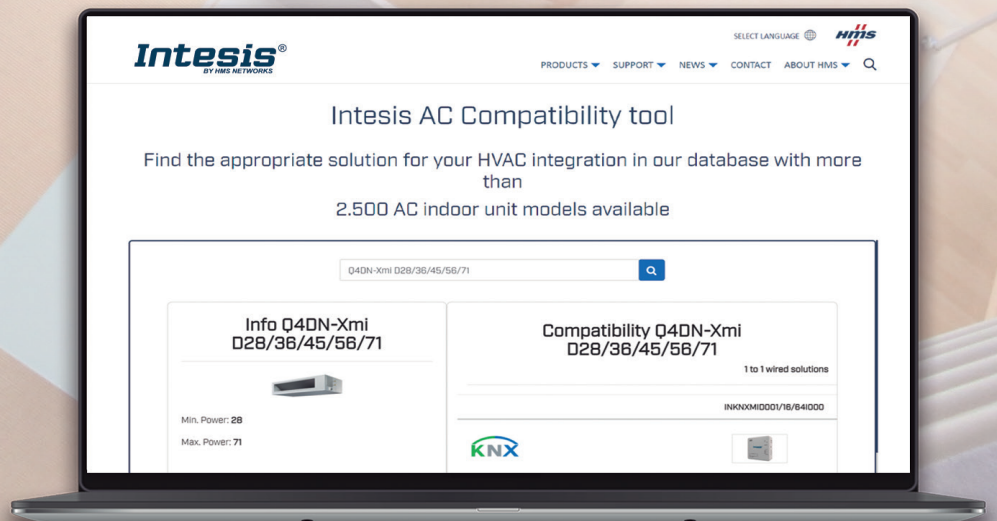 Intesis®
BY HMS NETWORKS
SELECT LANGUAGE
HMS
PRODUCTS SUPPORT NEWS CONTACT ABOUT HMS
Intesis AC Compatibility tool
Find the appropriate solution for your HVAC integration in our database with more
than
2.500 AC indoor unit models available
Q4DN-Xmi D28/36/45/56/71
Info Q4DN-Xmi
D28/36/45/56/71
Min. Power: 28
Max. Power: 71
Compatibility Q4DN-Xmi
D28/36/45/56/71
1 to 1 wired solutions
INKNXMID001/16/64I000
KNX